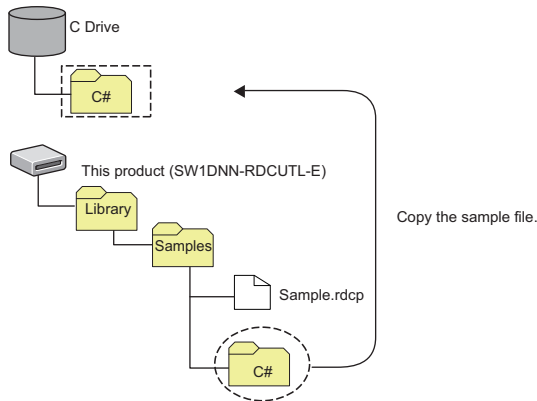 C Drive
C#
This product (SW1DNN-RDCUTL-E)
Library
Copy the sample file.
Samples
Sample.rdcp
C#